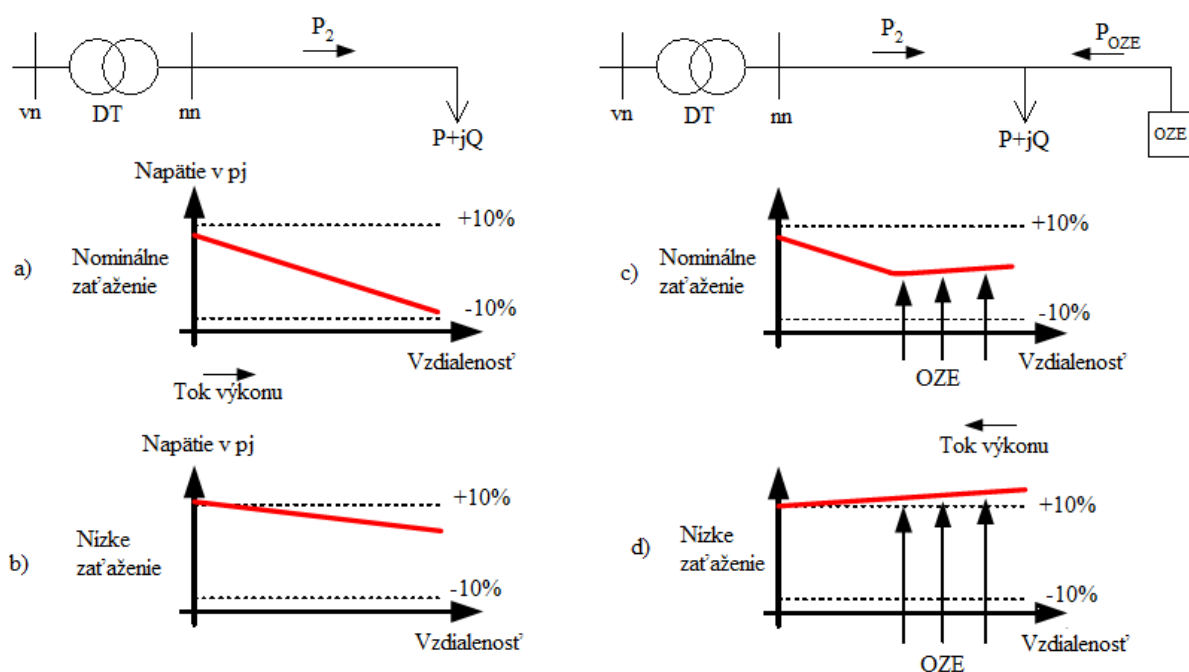 P2
vn
DT
nn
P+jQ
Napätie v pj
+10%
a)
Nominálne
zaťaženie
-10%
Vzdialenosť
Tok výkonu
Napätie v pj
+10%
b)
Nízke
zaťaženie
-10%
Vzdialenosť
P2
POZE
vn
DT
nn
P+jQ
OZE
+10%
c)
Nominálne
zaťaženie
-10%
Vzdialenosť
OZE
Tok výkonu
+10%
d)
Nízke
zaťaženie
-10%
Vzdialenosť
OZE